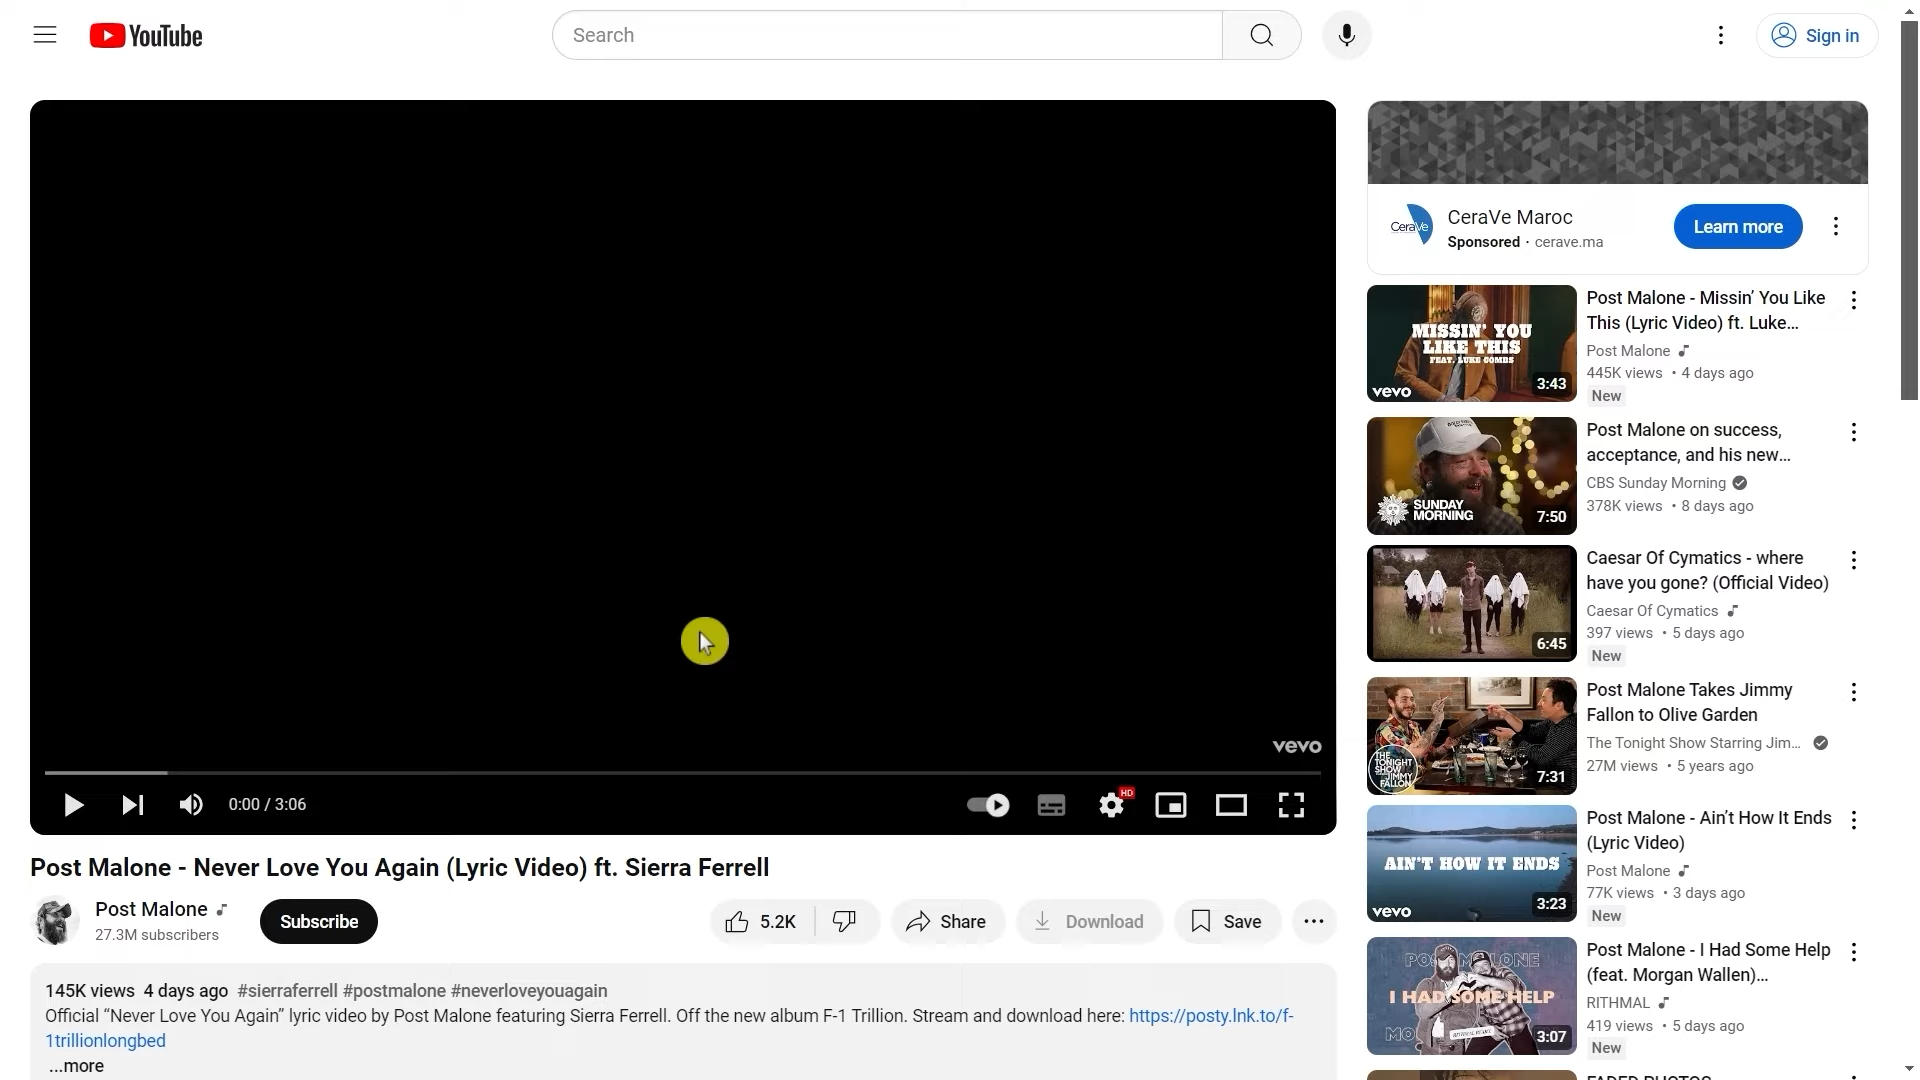 YouTube
Search
Sign in
CeraVe
CeraVe Maroc
Sponsored · cerave.ma
Learn more
MISSIN' YOU
LIKE THIS
FEAT. LUKE COMBS
vevo
3:43
Post Malone - Missin’ You Like
This (Lyric Video) ft. Luke...
Post Malone
445K views • 4 days ago
New
SUNDAY
MORNING
7:50
Post Malone on success,
acceptance, and his new...
CBS Sunday Morning
378K views • 8 days ago
6:45
Caesar Of Cymatics - where
have you gone? (Official Video)
Caesar Of Cymatics
397 views • 5 days ago
New
THE
TONIGHT
SHOW
JIMMY
FALLON
7:31
Post Malone Takes Jimmy
Fallon to Olive Garden
The Tonight Show Starring Jim...
27M views • 5 years ago
AIN'T HOW IT ENDS
vevo
3:23
Post Malone - Ain’t How It Ends
(Lyric Video)
Post Malone
77K views • 3 days ago
New
POST MALONE
I HAD SOME HELP
3:07
Post Malone - I Had Some Help
(feat. Morgan Wallen)...
RITHMAL
419 views • 5 days ago
New
vevo
0:00 / 3:06
HD
Post Malone - Never Love You Again (Lyric Video) ft. Sierra Ferrell
Post Malone
27.3M subscribers
Subscribe
5.2K
Share
Download
Save
145K views 4 days ago #sierraferrell #postmalone #neverloveyouagain
Official “Never Love You Again” lyric video by Post Malone featuring Sierra Ferrell. Off the new album F-1 Trillion. Stream and download here: https://posty.lnk.to/f-
1trillionlongbed
...more